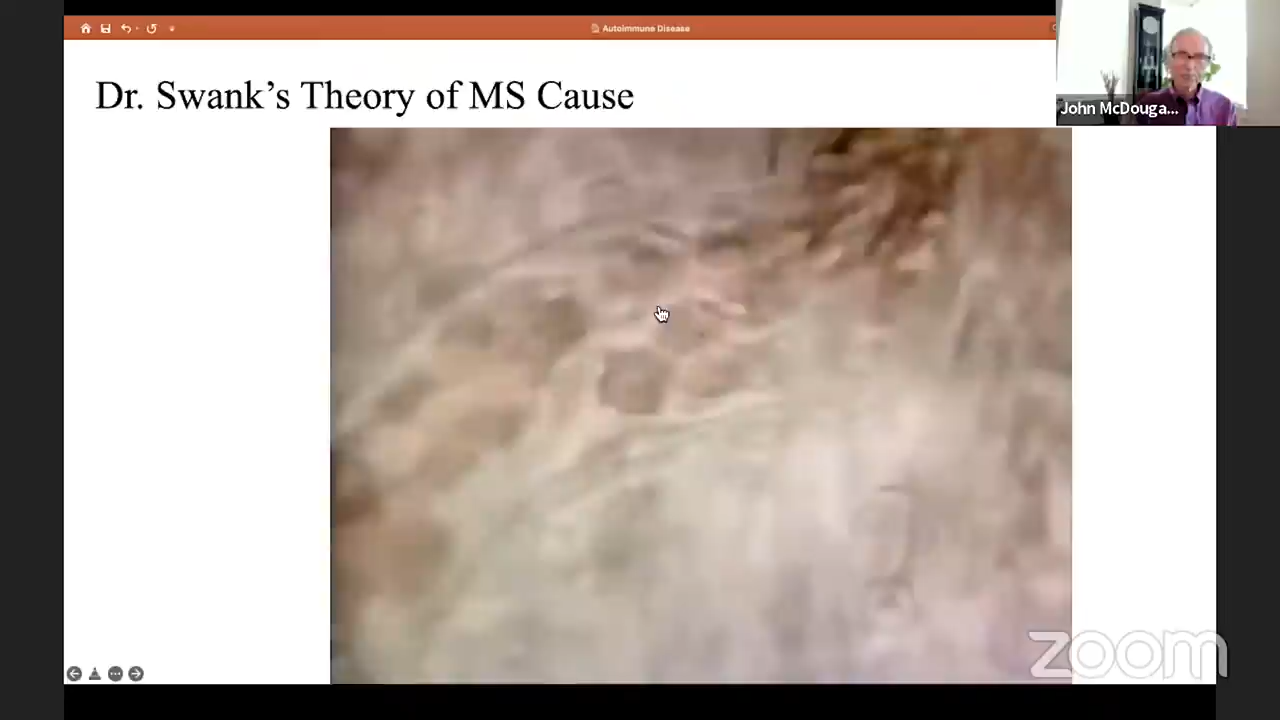 Autoimmune Disease
Dr. Swank's Theory of MS Cause
John McDouga...
zoom